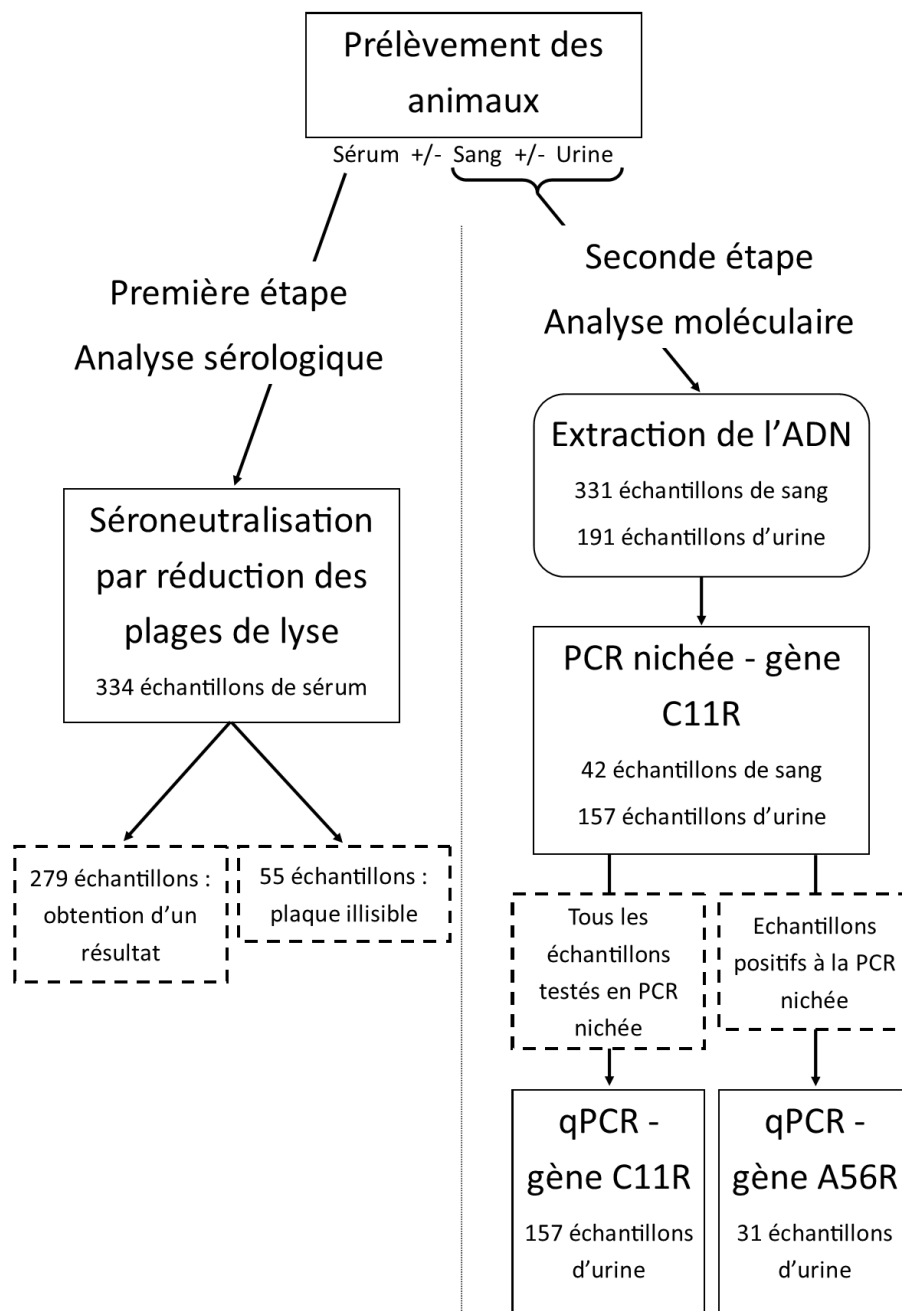 Prélèvement des
animaux
Sérum +/- Sang +/- Urine
Première étape
Analyse sérologique
Séroneutralisation
par réduction des
plages de lyse
334 échantillons de sérum
279 échantillons :
obtention d'un
résultat
55 échantillons :
plaque illisible
Seconde étape
Analyse moléculaire
Extraction de l'ADN
331 échantillons de sang
191 échantillons d'urine
PCR nichée - gène
C11R
42 échantillons de sang
157 échantillons d'urine
Tous les
échantillons
testés en PCR
nichée
Echantillons
positifs à la PCR
nichée
qPCR -
gène C11R
157 échantillons
d'urine
qPCR -
gène A56R
31 échantillons
d'urine